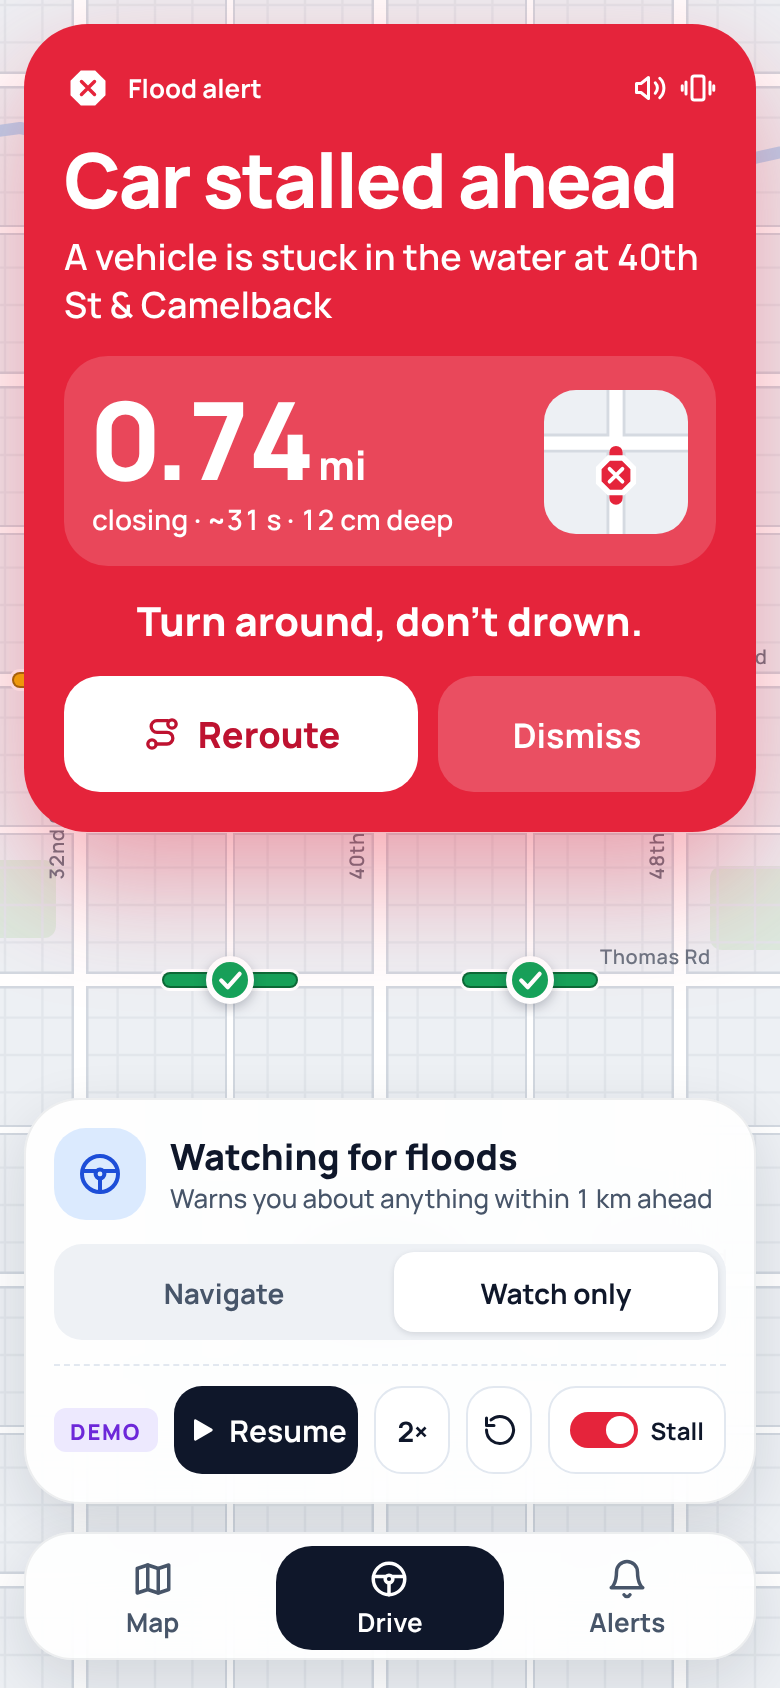 Flood alert
Car stalled ahead
A vehicle is stuck in the water at 40th
St & Camelback
0.74 mi
closing · ~31 s · 12 cm deep
Turn around, don’t drown.
Reroute
Dismiss
32nd
40th
48th
Thomas Rd
Watching for floods
Warns you about anything within 1 km ahead
Navigate
Watch only
DEMO
Resume
2×
Stall
Map
Drive
Alerts